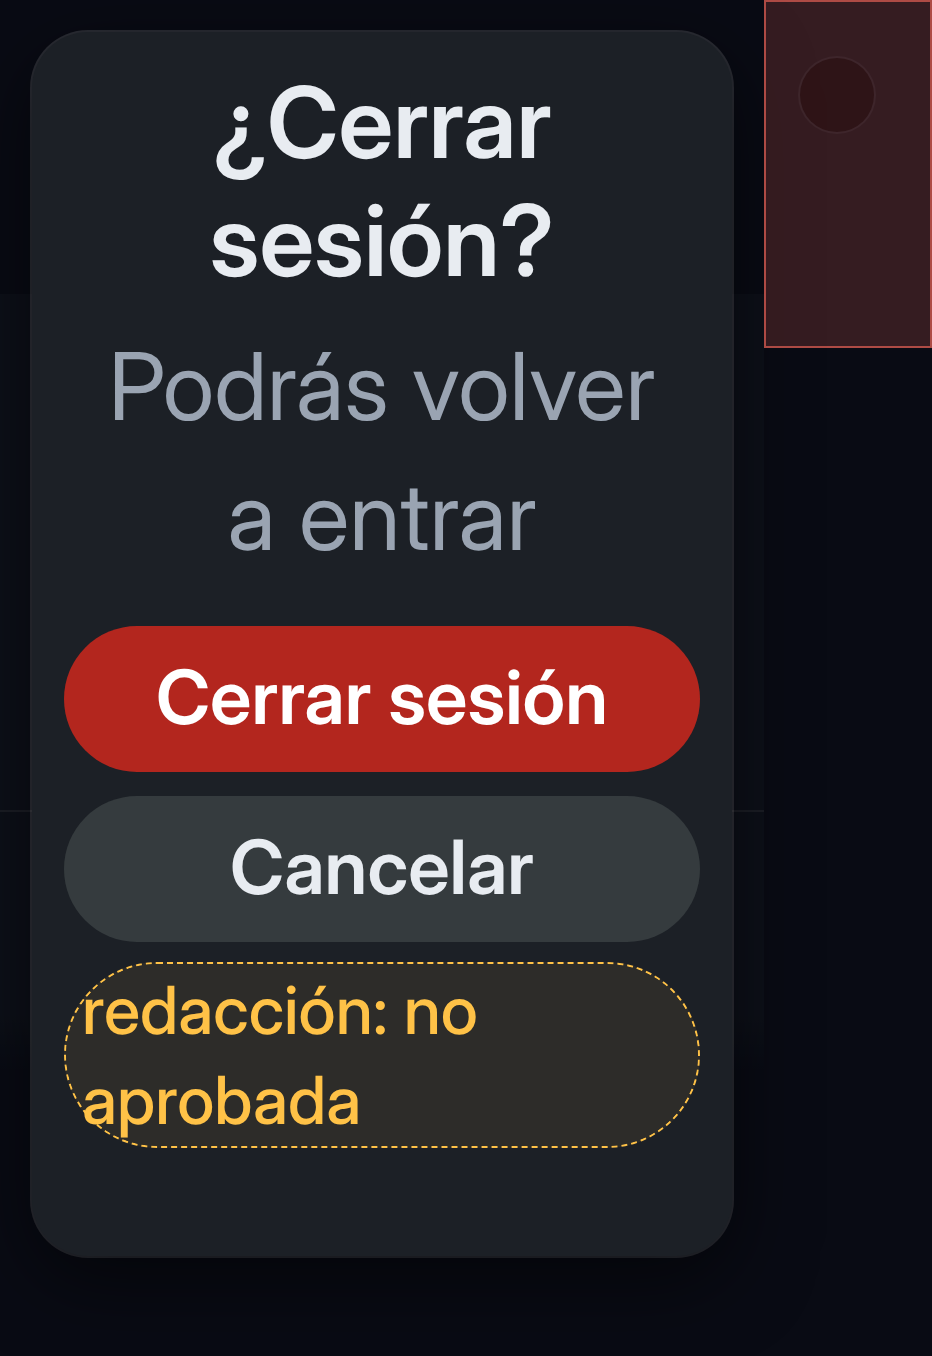 ¿Cerrar
sesión?
Podrás volver
a entrar
Cerrar sesión
Cancelar
redacción: no
aprobada